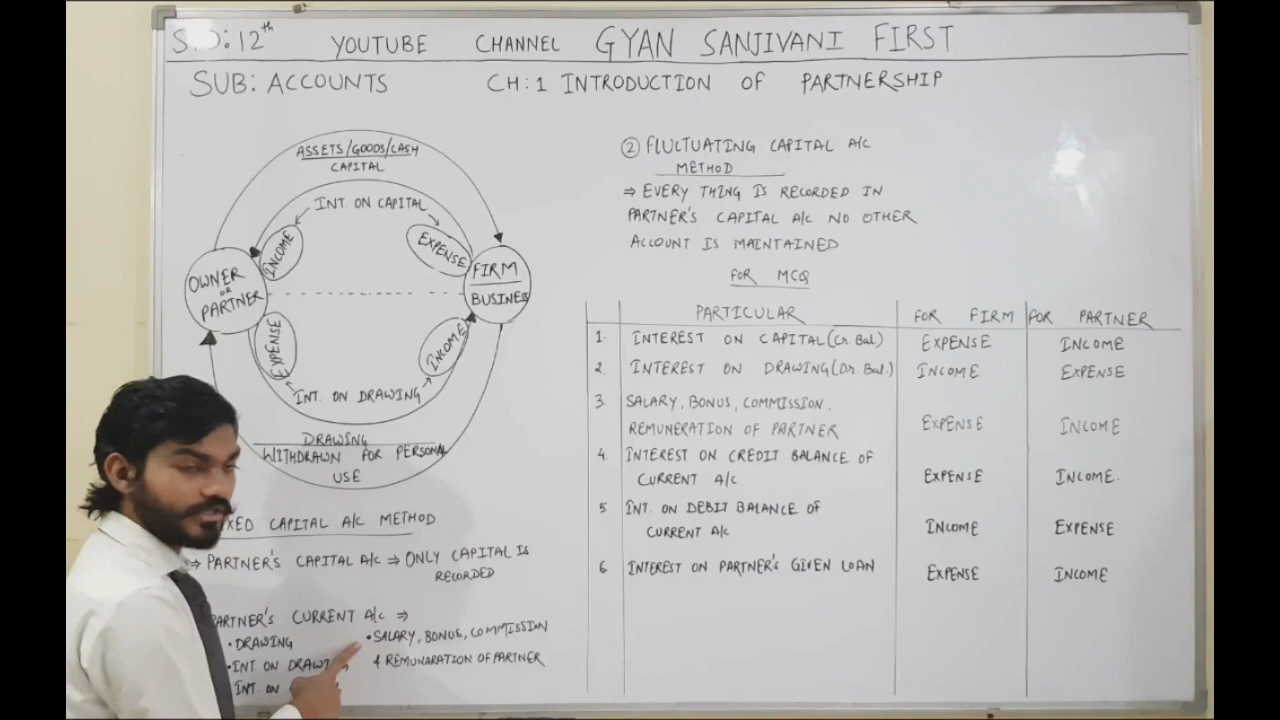 STD: 12th YOUTUBE CHANNEL GYAN SANJIVANI FIRST
SUB: ACCOUNTS CH: 1 INTRODUCTION OF PARTNERSHIP
ASSETS/GOODS/CASH
CAPITAL
INT. ON CAPITAL
INCOME
EXPENSE
OWNER
OR
PARTNER
FIRM
BUSINESS
EXPENSE
INCOME
INT. ON DRAWING
DRAWING
WITHDRAWN FOR PERSONAL
USE
XED CAPITAL A/C METHOD
⇒ PARTNER'S CAPITAL A/C ⇒ ONLY CAPITAL IS
RECORDED
PARTNER'S CURRENT A/C ⇒
• DRAWING
• INT. ON DRAWING
INT. ON
• SALARY, BONUS, COMMISSION
& REMUNARATION OF PARTNER
② FLUCTUATING CAPITAL A/C
METHOD
⇒ EVERY THING IS RECORDED IN
PARTNER'S CAPITAL A/C NO OTHER
ACCOUNT IS MAINTAINED
FOR MCQ
PARTICULAR FOR FIRM FOR PARTNER
1. INTEREST ON CAPITAL (Cr. Bal.) EXPENSE INCOME
2. INTEREST ON DRAWING (Dr. Bal.) INCOME EXPENSE
3. SALARY, BONUS, COMMISSION,
REMUNERATION OF PARTNER EXPENSE INCOME
4. INTEREST ON CREDIT BALANCE OF
CURRENT A/C EXPENSE INCOME.
5 INT. ON DEBIT BALANCE OF
CURRENT A/C INCOME EXPENSE
6 INTEREST ON PARTNER'S GIVEN LOAN EXPENSE INCOME